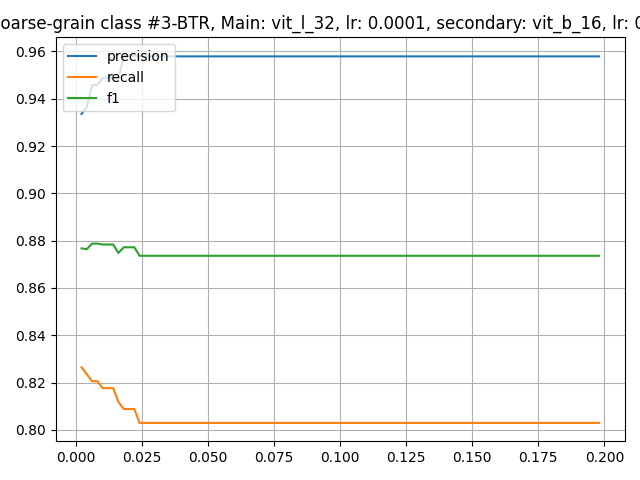 oarse-grain class #3-BTR, Main: vit_l_32, lr: 0.0001, secondary: vit_b_16, lr: 0
precision
recall
f1
0.96
0.94
0.92
0.90
0.88
0.86
0.84
0.82
0.80
0.000 0.025 0.050 0.075 0.100 0.125 0.150 0.175 0.200